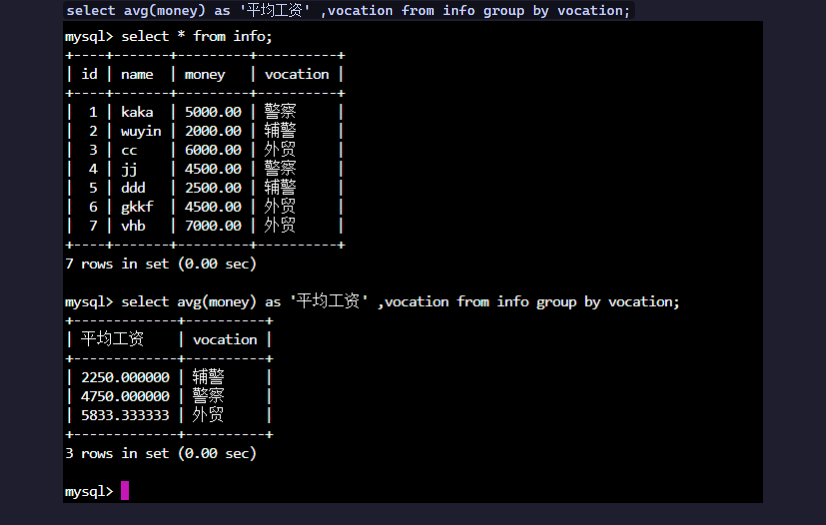 select avg(money) as '平均工资' ,vocation from info group by vocation;
mysql> select * from info;
+----+-------+---------+----------+
| id | name  | money   | vocation |
+----+-------+---------+----------+
|  1 | kaka  | 5000.00 | 警察     |
|  2 | wuyin | 2000.00 | 辅警     |
|  3 | cc    | 6000.00 | 外贸     |
|  4 | jj    | 4500.00 | 警察     |
|  5 | ddd   | 2500.00 | 辅警     |
|  6 | gkkf  | 4500.00 | 外贸     |
|  7 | vhb   | 7000.00 | 外贸     |
+----+-------+---------+----------+
7 rows in set (0.00 sec)
mysql> select avg(money) as '平均工资' ,vocation from info group by vocation;
+-------------+----------+
| 平均工资    | vocation |
+-------------+----------+
| 2250.000000 | 辅警     |
| 4750.000000 | 警察     |
| 5833.333333 | 外贸     |
+-------------+----------+
3 rows in set (0.00 sec)
mysql>